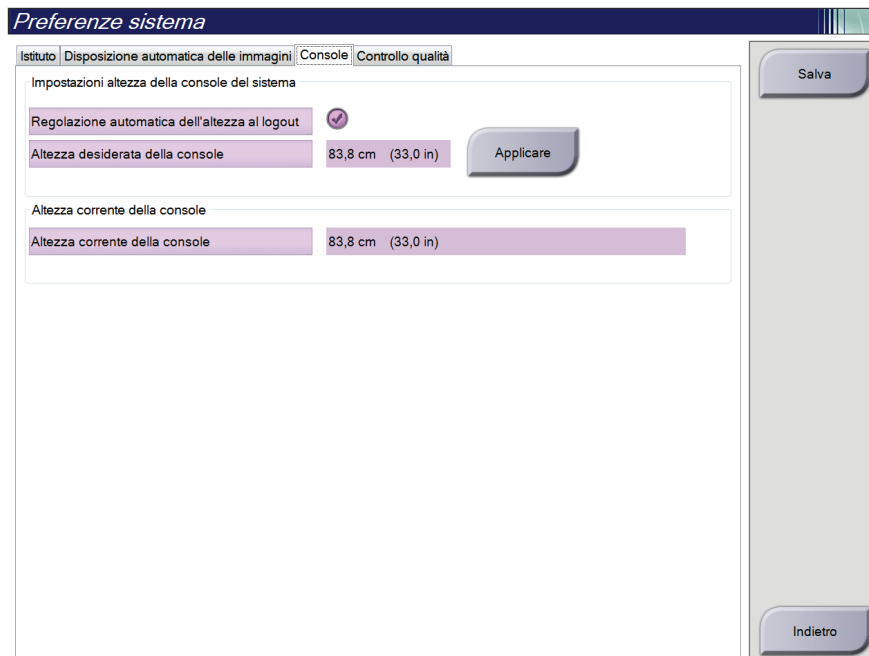 Preferenze sistema
Istituto Disposizione automatica delle immagini Console Controllo qualità
Salva
Impostazioni altezza della console del sistema
Regolazione automatica dell'altezza al logout
Altezza desiderata della console 83,8 cm (33,0 in) Applicare
Altezza corrente della console
Altezza corrente della console 83,8 cm (33,0 in)
Indietro